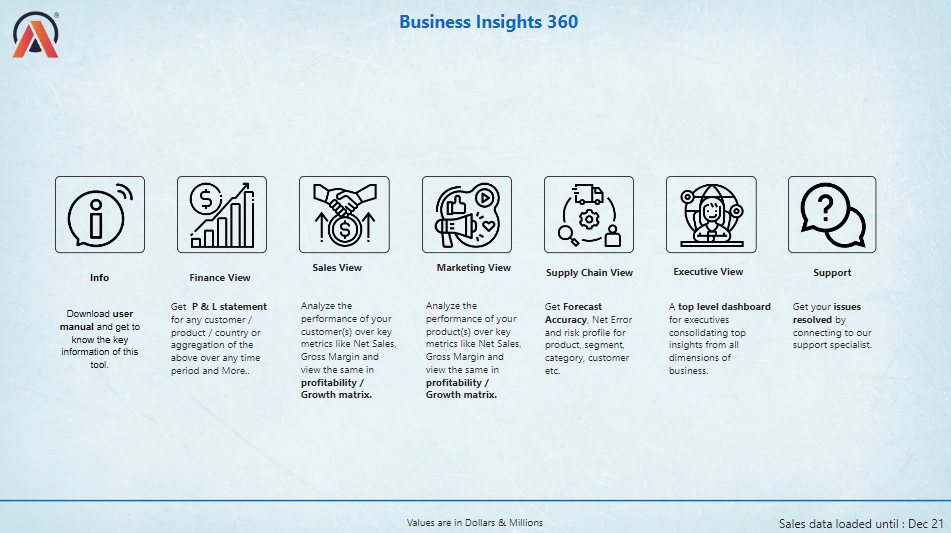 Business Insights 360
®
Info
Download user
manual and get to
know the key
information of this
tool.
Finance View
Get P & L statement
for any customer /
product / country or
aggregation of the
above over any time
period and More..
$
Sales View
Analyze the
performance of your
customer(s) over key
metrics like Net Sales,
Gross Margin and
view the same in
profitability /
Growth matrix.
$
Marketing View
Analyze the
performance of your
product(s) over key
metrics like Net Sales,
Gross Margin and
view the same in
profitability /
Growth matrix.
Supply Chain View
Get Forecast
Accuracy, Net Error
and risk profile for
product, segment,
category, customer
etc.
Executive View
A top level dashboard
for executives
consolidating top
insights from all
dimensions of
business.
?
Support
Get your issues
resolved by
connecting to our
support specialist.
Values are in Dollars & Millions
Sales data loaded until : Dec 21